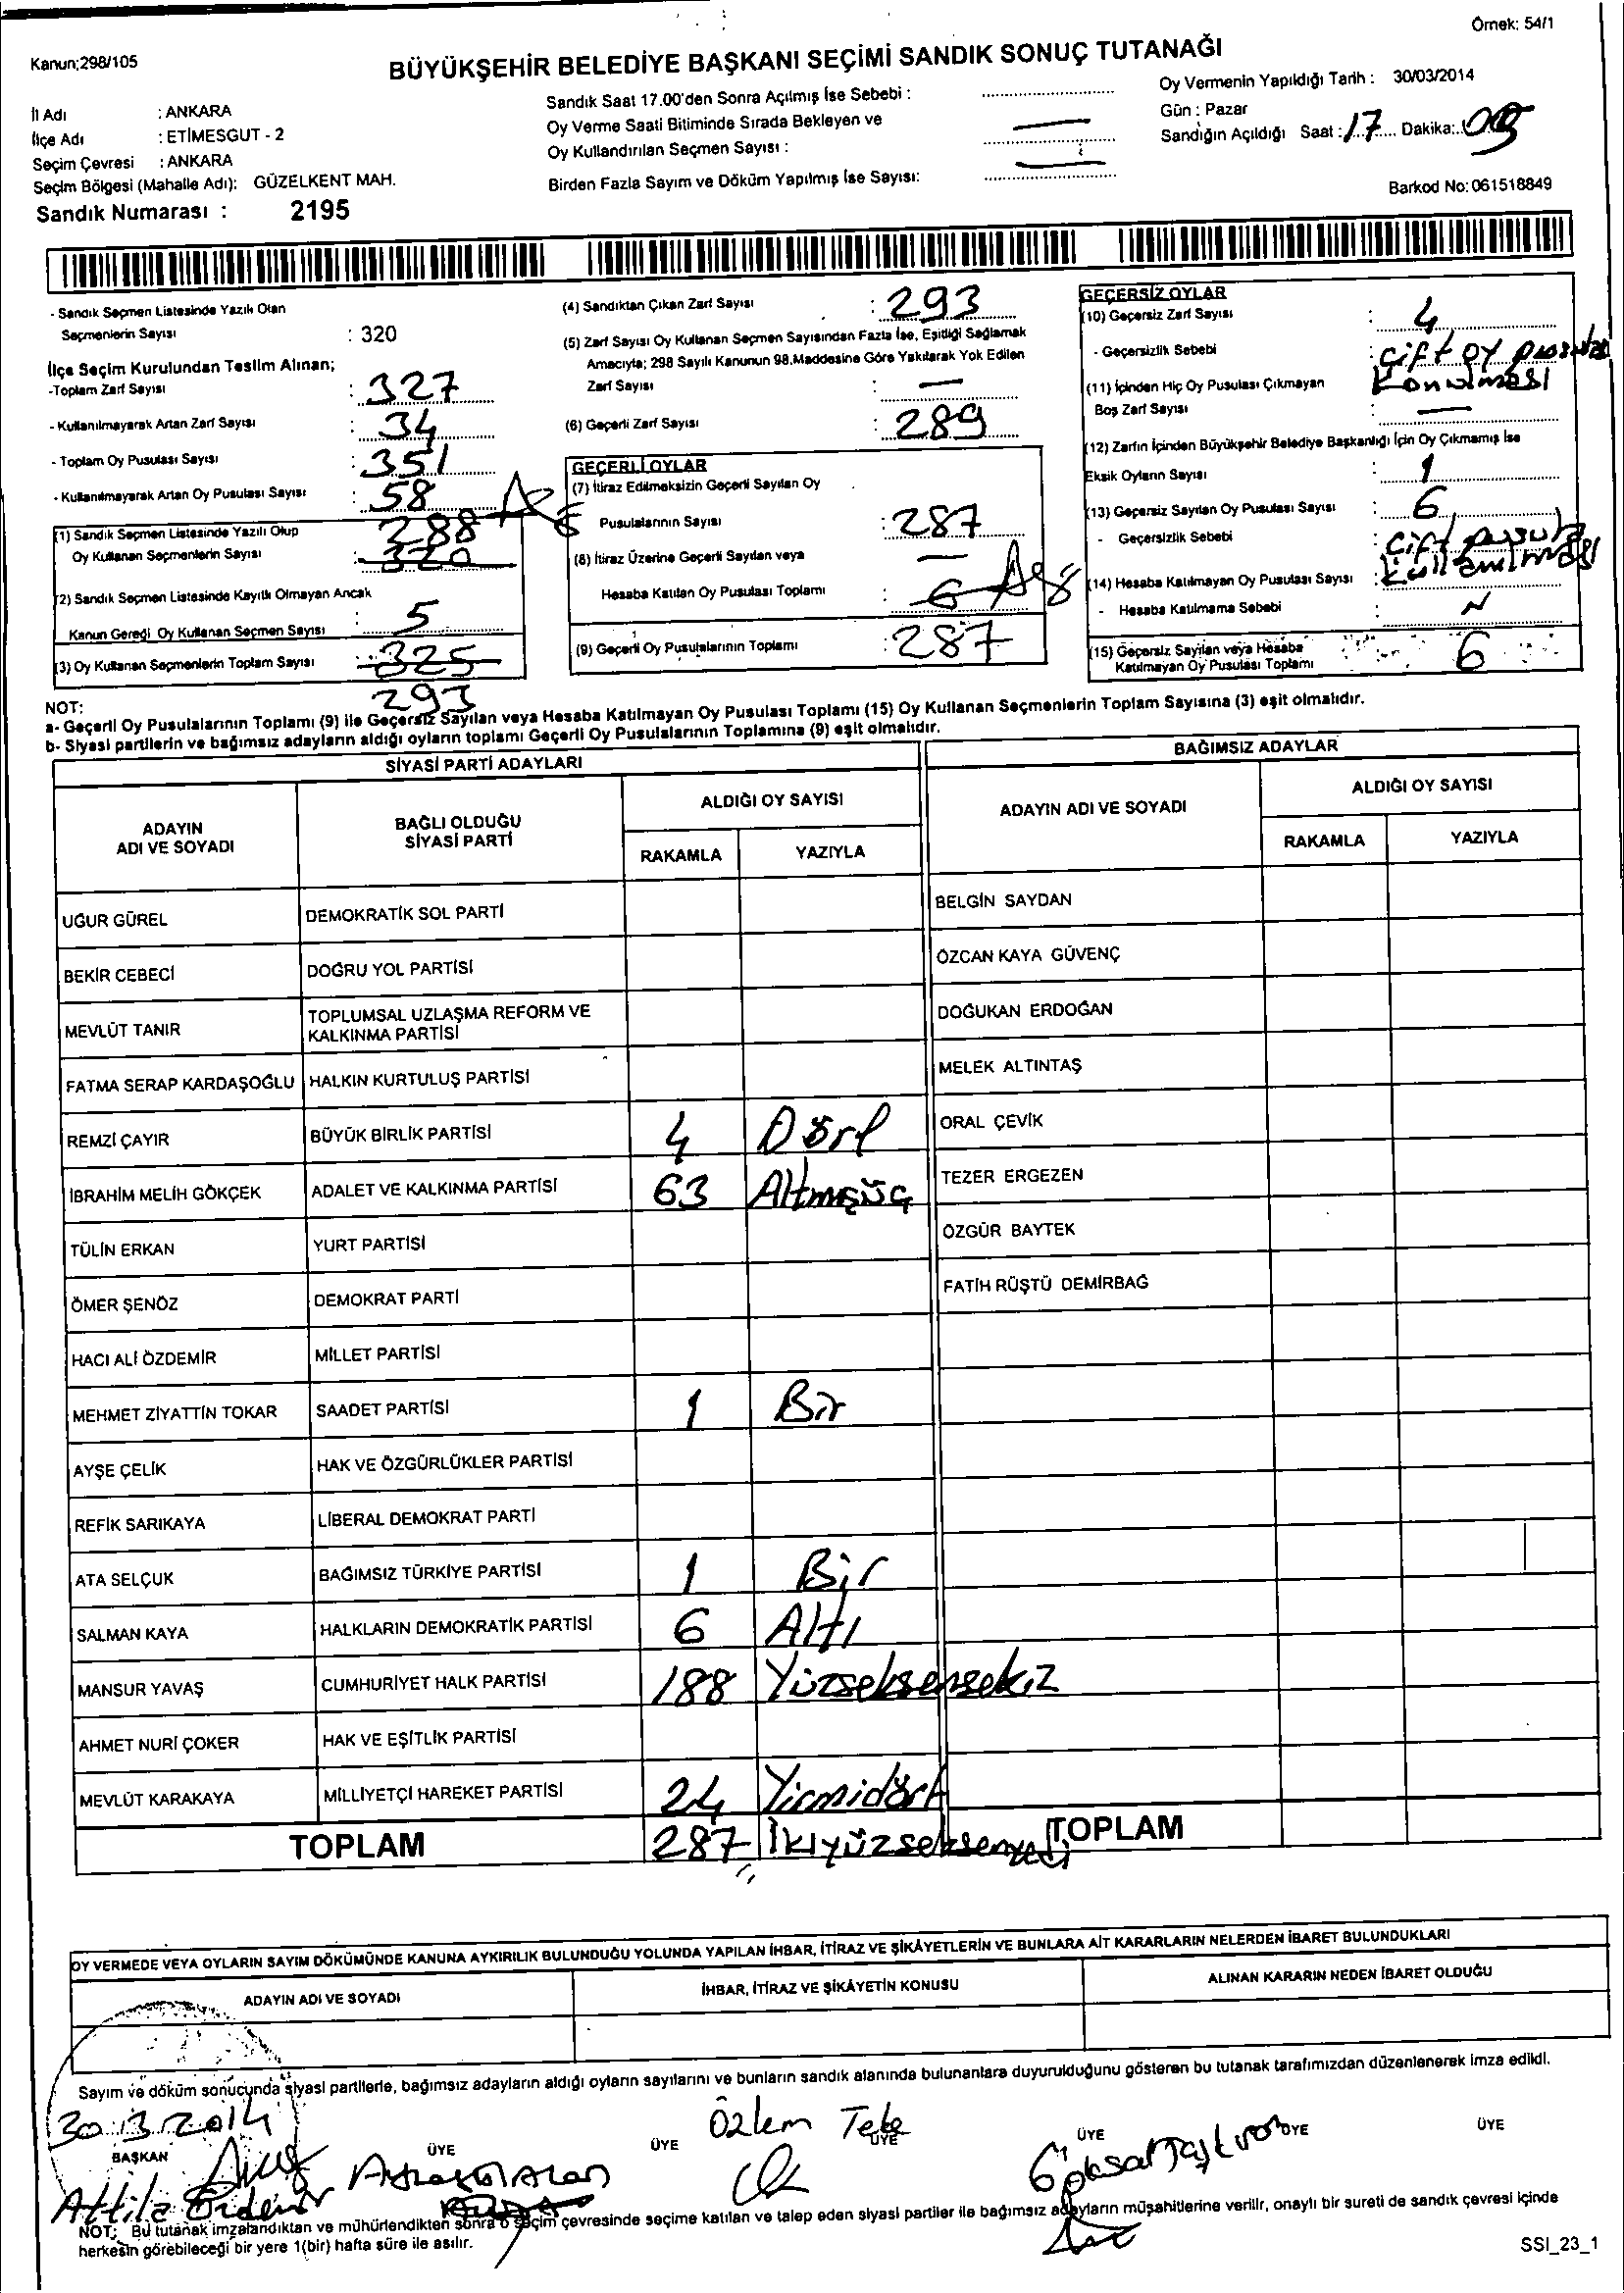 Örnek: 54/1
Kanun;298/105
BÜYÜKŞEHİR BELEDİYE BAŞKANI SEÇİMİ SANDIK SONUÇ TUTANAĞI
İl Adı : ANKARA
İlçe Adı : ETİMESGUT - 2
Seçim Çevresi : ANKARA
Seçim Bölgesi (Mahalle Adı): GÜZELKENT MAH.
Sandık Numarası : 2195
Sandık Saat 17.00'den Sonra Açılmış İse Sebebi :
Oy Verme Saati Bitiminde Sırada Bekleyen ve
Oy Kullandırılan Seçmen Sayısı :
Birden Fazla Sayım ve Döküm Yapılmış İse Sayısı:
Oy Vermenin Yapıldığı Tarih : 30/03/2014
Gün : Pazar
Sandığın Açıldığı Saat : 17 Dakika:
Barkod No: 061518849
- Sandık Seçmen Listesinde Yazılı Olan
Seçmenlerin Sayısı : 320
İlçe Seçim Kurulundan Teslim Alınan;
-Toplam Zarf Sayısı : 327
- Kullanılmayarak Artan Zarf Sayısı : 34
- Toplam Oy Pusulası Sayısı : 351
- Kullanılmayarak Artan Oy Pusulası Sayısı : 58
(1) Sandık Seçmen Listesinde Yazılı Olup 288
Oy Kullanan Seçmenlerin Sayısı : 320
(2) Sandık Seçmen Listesinde Kayıtlı Olmayan Ancak
Kanun Gereği Oy Kullanan Seçmen Sayısı : 5
(3) Oy Kullanan Seçmenlerin Toplam Sayısı : 325
293
(4) Sandıktan Çıkan Zarf Sayısı : 293
(5) Zarf Sayısı Oy Kullanan Seçmen Sayısından Fazla İse, Eşitliği Sağlamak
Amacıyla; 298 Sayılı Kanunun 98.Maddesine Göre Yakılarak Yok Edilen
Zarf Sayısı : —
(6) Geçerli Zarf Sayısı : 289
GEÇERLİ OYLAR
(7) İtiraz Edilmeksizin Geçerli Sayılan Oy
Pusulalarının Sayısı : 287
(8) İtiraz Üzerine Geçerli Sayılan veya —
Hesaba Katılan Oy Pusulası Toplamı : 6
(9) Geçerli Oy Pusulalarının Toplamı : 287
GEÇERSİZ OYLAR
(10) Geçersiz Zarf Sayısı : 4
- Geçersizlik Sebebi : Çift oy pusula
konulması
(11) İçinden Hiç Oy Pusulası Çıkmayan
Boş Zarf Sayısı : —
(12) Zarfın İçinden Büyükşehir Belediye Başkanlığı İçin Oy Çıkmamış İse
Eksik Oyların Sayısı : 1
(13) Geçersiz Sayılan Oy Pusulası Sayısı : 6
- Geçersizlik Sebebi : Çift pusula
kullanılması
(14) Hesaba Katılmayan Oy Pusulası Sayısı :
- Hesaba Katılmama Sebebi :
(15) Geçersiz Sayılan veya Hesaba
Katılmayan Oy Pusulası Toplamı 6
NOT:
a- Geçerli Oy Pusulalarının Toplamı (9) ile Geçersiz Sayılan veya Hesaba Katılmayan Oy Pusulası Toplamı (15) Oy Kullanan Seçmenlerin Toplam Sayısına (3) eşit olmalıdır.
b- Siyasi partilerin ve bağımsız adayların aldığı oyların toplamı Geçerli Oy Pusulalarının Toplamına (9) eşit olmalıdır.
SİYASİ PARTİ ADAYLARI
BAĞIMSIZ ADAYLAR
ADAYIN
ADI VE SOYADI
BAĞLI OLDUĞU
SİYASİ PARTİ
ALDIĞI OY SAYISI
RAKAMLA YAZIYLA
ADAYIN ADI VE SOYADI
ALDIĞI OY SAYISI
RAKAMLA YAZIYLA
UĞUR GÜREL DEMOKRATİK SOL PARTİ BELGİN SAYDAN
BEKİR CEBECİ DOĞRU YOL PARTİSİ ÖZCAN KAYA GÜVENÇ
MEVLÜT TANIR TOPLUMSAL UZLAŞMA REFORM VE
KALKINMA PARTİSİ DOĞUKAN ERDOĞAN
FATMA SERAP KARDAŞOĞLU HALKIN KURTULUŞ PARTİSİ MELEK ALTINTAŞ
REMZİ ÇAYIR BÜYÜK BİRLİK PARTİSİ 4 Dört ORAL ÇEVİK
İBRAHİM MELİH GÖKÇEK ADALET VE KALKINMA PARTİSİ 63 Altmışüç TEZER ERGEZEN
TÜLİN ERKAN YURT PARTİSİ ÖZGÜR BAYTEK
ÖMER ŞENÖZ DEMOKRAT PARTİ FATİH RÜŞTÜ DEMİRBAĞ
HACI ALİ ÖZDEMİR MİLLET PARTİSİ
MEHMET ZİYATTİN TOKAR SAADET PARTİSİ 1 Bir
AYŞE ÇELİK HAK VE ÖZGÜRLÜKLER PARTİSİ
REFİK SARIKAYA LİBERAL DEMOKRAT PARTİ
ATA SELÇUK BAĞIMSIZ TÜRKİYE PARTİSİ 1 Bir
SALMAN KAYA HALKLARIN DEMOKRATİK PARTİSİ 6 Altı
MANSUR YAVAŞ CUMHURİYET HALK PARTİSİ 188 Yüzseksensekiz
AHMET NURİ ÇOKER HAK VE EŞİTLİK PARTİSİ
MEVLÜT KARAKAYA MİLLİYETÇİ HAREKET PARTİSİ 24 Yirmidört
TOPLAM 287 İkiyüzseksenyedi TOPLAM
OY VERMEDE VEYA OYLARIN SAYIM DÖKÜMÜNDE KANUNA AYKIRILIK BULUNDUĞU YOLUNDA YAPILAN İHBAR, İTİRAZ VE ŞİKÂYETLERİN VE BUNLARA AİT KARARLARIN NELERDEN İBARET BULUNDUKLARI
ADAYIN ADI VE SOYADI İHBAR, İTİRAZ VE ŞİKÂYETİN KONUSU ALINAN KARARIN NEDEN İBARET OLDUĞU
Sayım ve döküm sonucunda siyasi partilerle, bağımsız adayların aldığı oyların sayılarını ve bunların sandık alanında bulunanlara duyurulduğunu gösteren bu tutanak tarafımızdan düzenlenerek imza edildi.
30.3.2014 Özlem
BAŞKAN ÜYE ÜYE ÜYE ÜYE ÜYE ÜYE
Göksal
NOT: Bu tutanak imzalandıktan ve mühürlendikten sonra o seçim çevresinde seçime katılan ve talep eden siyasi partiler ile bağımsız adayların müşahitlerine verilir, onaylı bir sureti de sandık çevresi içinde
herkesin görebileceği bir yere 1(bir) hafta süre ile asılır.
SSI_23_1